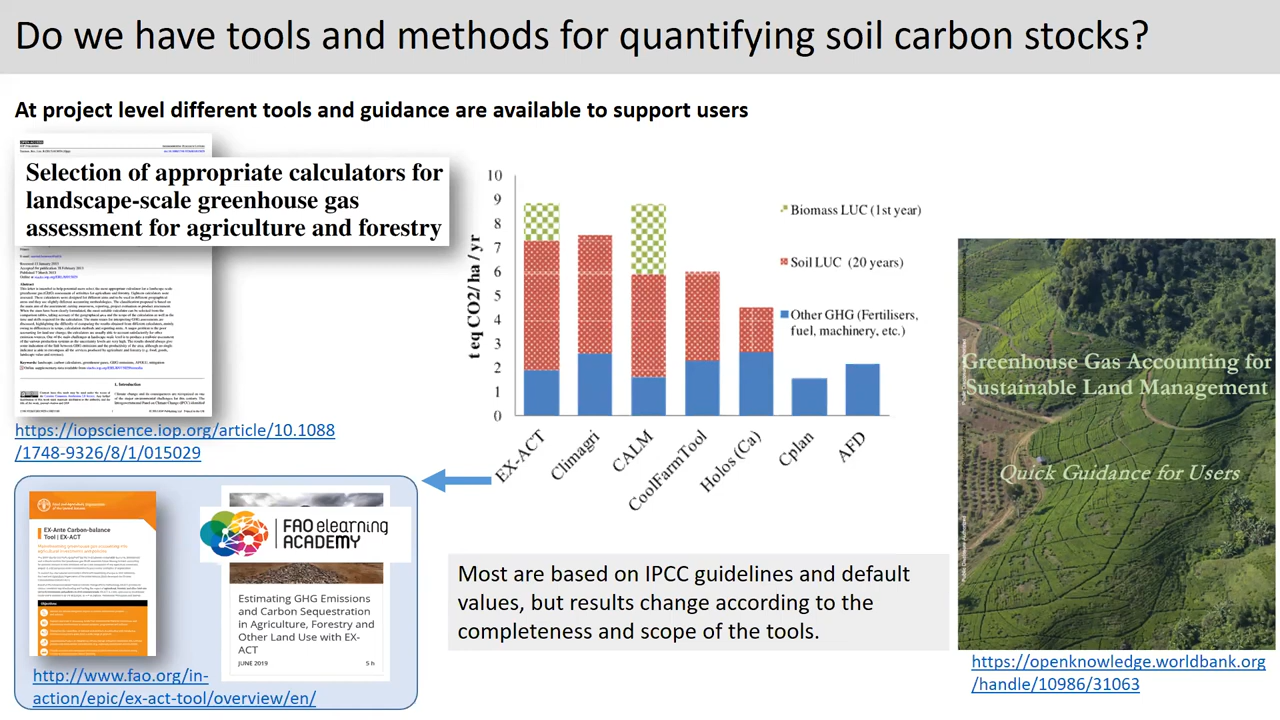 Do we have tools and methods for quantifying soil carbon stocks?
At project level different tools and guidance are available to support users
Selection of appropriate calculators for
landscape-scale greenhouse gas
assessment for agriculture and forestry
https://iopscience.iop.org/article/10.1088
/1748-9326/8/1/015029
t eq CO2/ ha / yr
10
9
8
7
6
5
4
3
2
1
0
EX-ACT
Climagri
CALM
CoolFarmTool
Holos (Ca)
Cplan
AFD
Biomass LUC (1st year)
Soil LUC (20 years)
Other GHG (Fertilisers,
fuel, machinery, etc.)
EX-Ante Carbon-balance
Tool | EX-ACT
Objectives
FAO elearning
ACADEMY
Estimating GHG Emissions
and Carbon Sequestration
in Agriculture, Forestry and
Other Land Use with EX-
ACT
JUNE 2019 5 h
http://www.fao.org/in-
action/epic/ex-act-tool/overview/en/
Most are based on IPCC guidelines and default
values, but results change according to the
completeness and scope of the tools.
Greenhouse Gas Accounting for
Sustainable Land Management
Quick Guidance for Users
https://openknowledge.worldbank.org
/handle/10986/31063